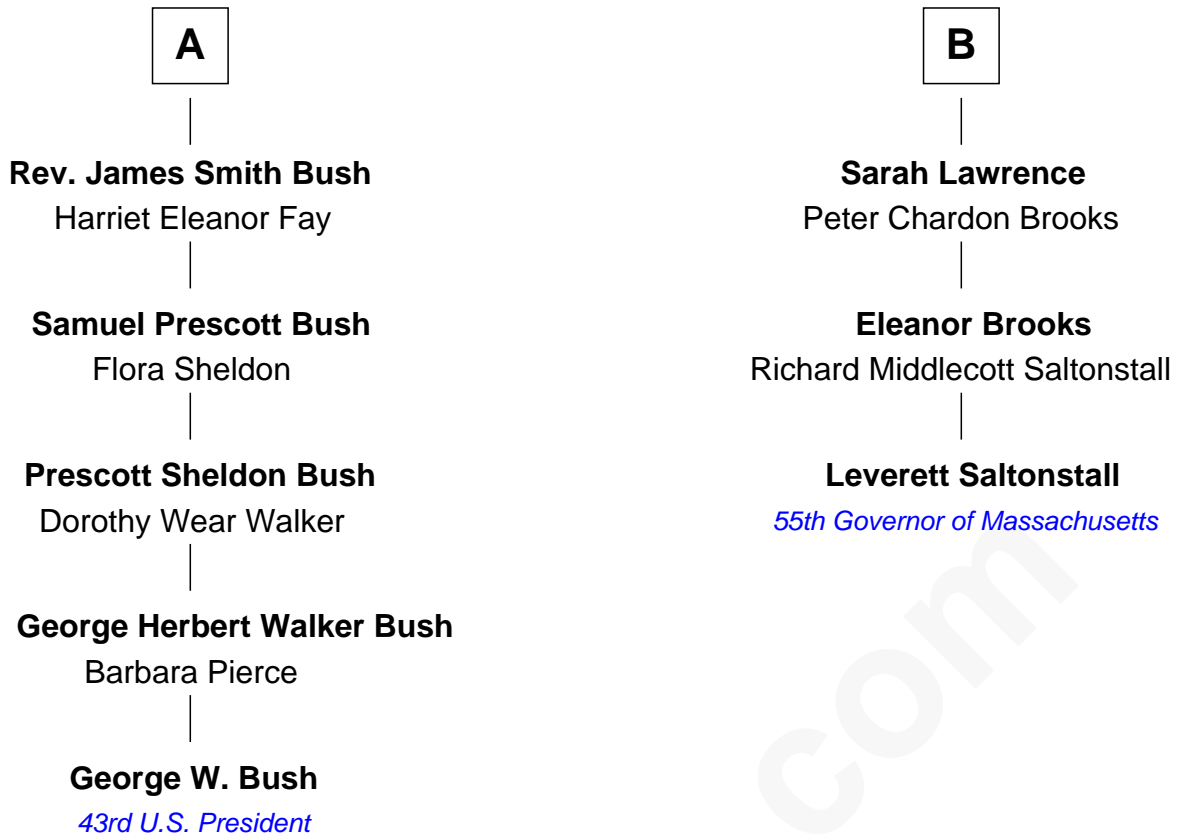 A
Rev. James Smith Bush
Harriet Eleanor Fay
Samuel Prescott Bush
Flora Sheldon
Prescott Sheldon Bush
Dorothy Wear Walker
George Herbert Walker Bush
Barbara Pierce
George W. Bush
43rd U.S. President
B
Sarah Lawrence
Peter Chardon Brooks
Eleanor Brooks
Richard Middlecott Saltonstall
Leverett Saltonstall
55th Governor of Massachusetts
com